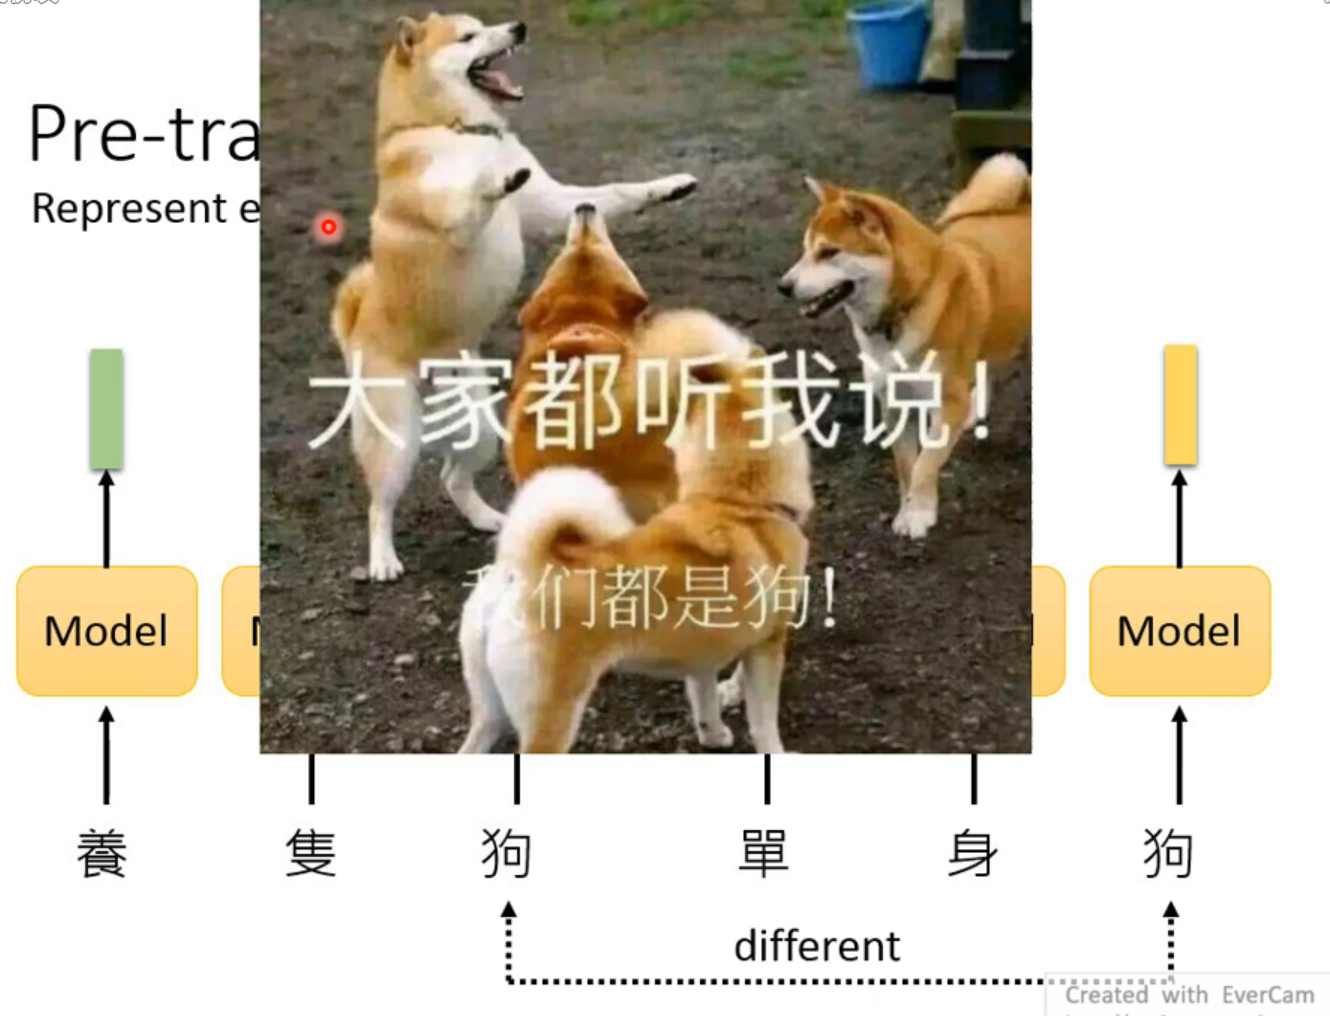 Pre-tra
Represent e
大家都听我说!
我们都是狗!
Model
Model
養 隻 狗 單 身 狗
different
Created with EverCam